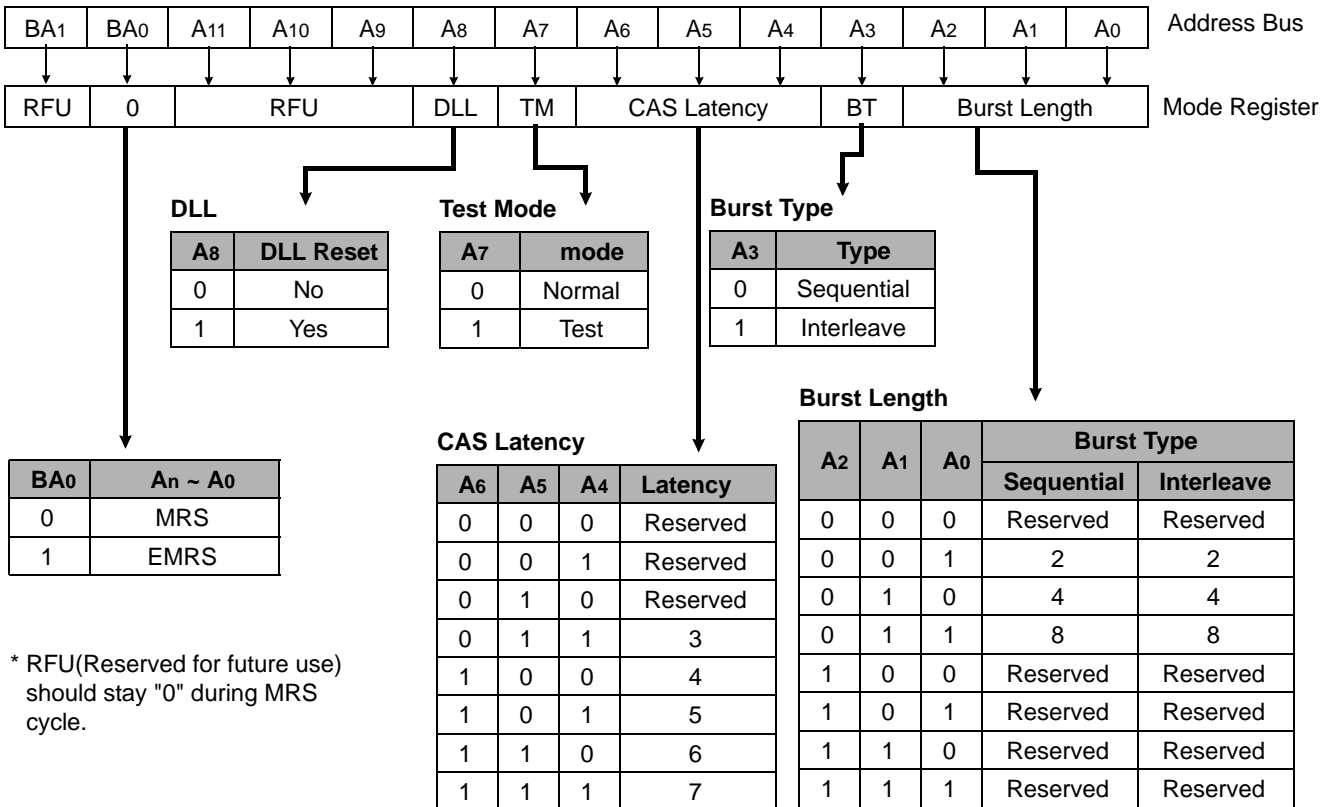 BA1 BA0 A11 A10 A9 A8 A7 A6 A5 A4 A3 A2 A1 A0 Address Bus
RFU 0 RFU DLL TM CAS Latency BT Burst Length Mode Register
DLL
A8 DLL Reset
0 No
1 Yes
Test Mode
A7 mode
0 Normal
1 Test
Burst Type
A3 Type
0 Sequential
1 Interleave
BA0 An ~ A0
0 MRS
1 EMRS
* RFU(Reserved for future use)
should stay "0" during MRS
cycle.
CAS Latency
A6 A5 A4 Latency
0 0 0 Reserved
0 0 1 Reserved
0 1 0 Reserved
0 1 1 3
1 0 0 4
1 0 1 5
1 1 0 6
1 1 1 7
Burst Length
A2 A1 A0 Burst Type
Sequential Interleave
0 0 0 Reserved Reserved
0 0 1 2 2
0 1 0 4 4
0 1 1 8 8
1 0 0 Reserved Reserved
1 0 1 Reserved Reserved
1 1 0 Reserved Reserved
1 1 1 Reserved Reserved